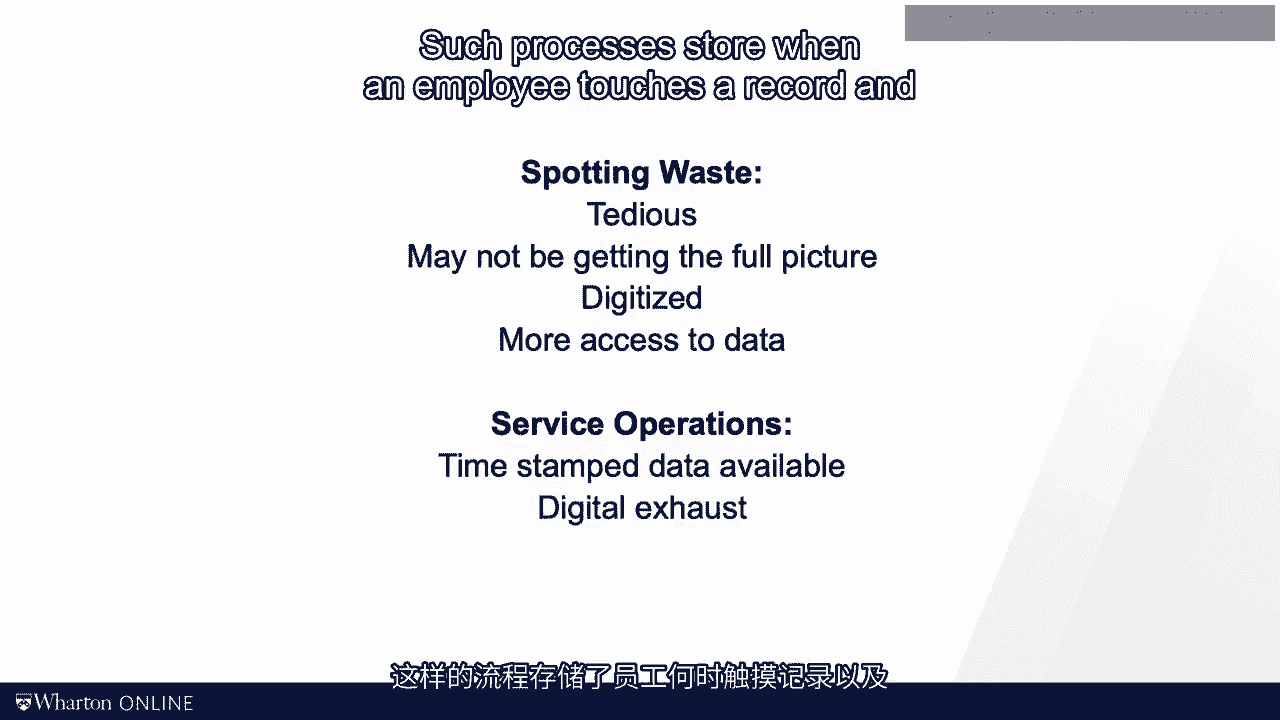 Such processes store when
an employee touches a record and
Spotting Waste:
Tedious
May not be getting the full picture
Digitized
More access to data
Service Operations:
Time stamped data available
Digital exhaust
这样的流程存储了员工何时触摸记录以及
Wharton ONLINE